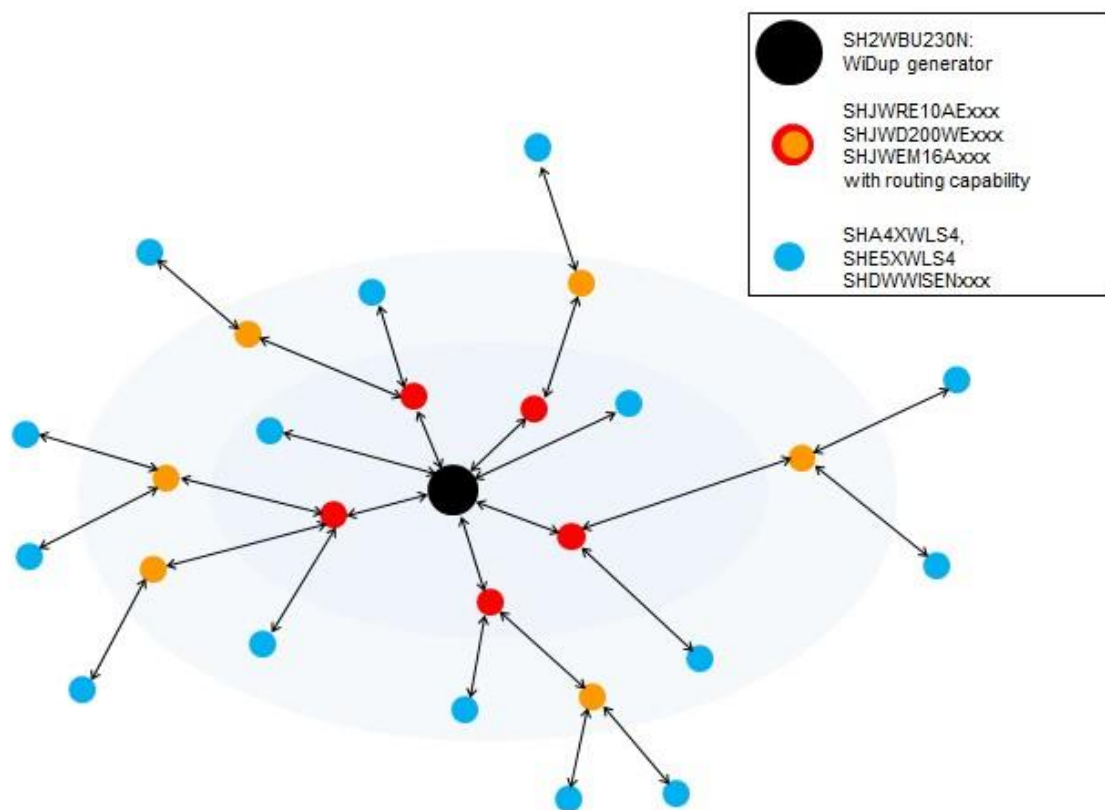 SH2WBU230N:
WiDup generator
SHJWRE10AExxx
SHJWD200WExxx
SHJWEM16Axxx
with routing capability
SHA4XWLS4,
SHE5XWLS4
SHDWWISENxxx